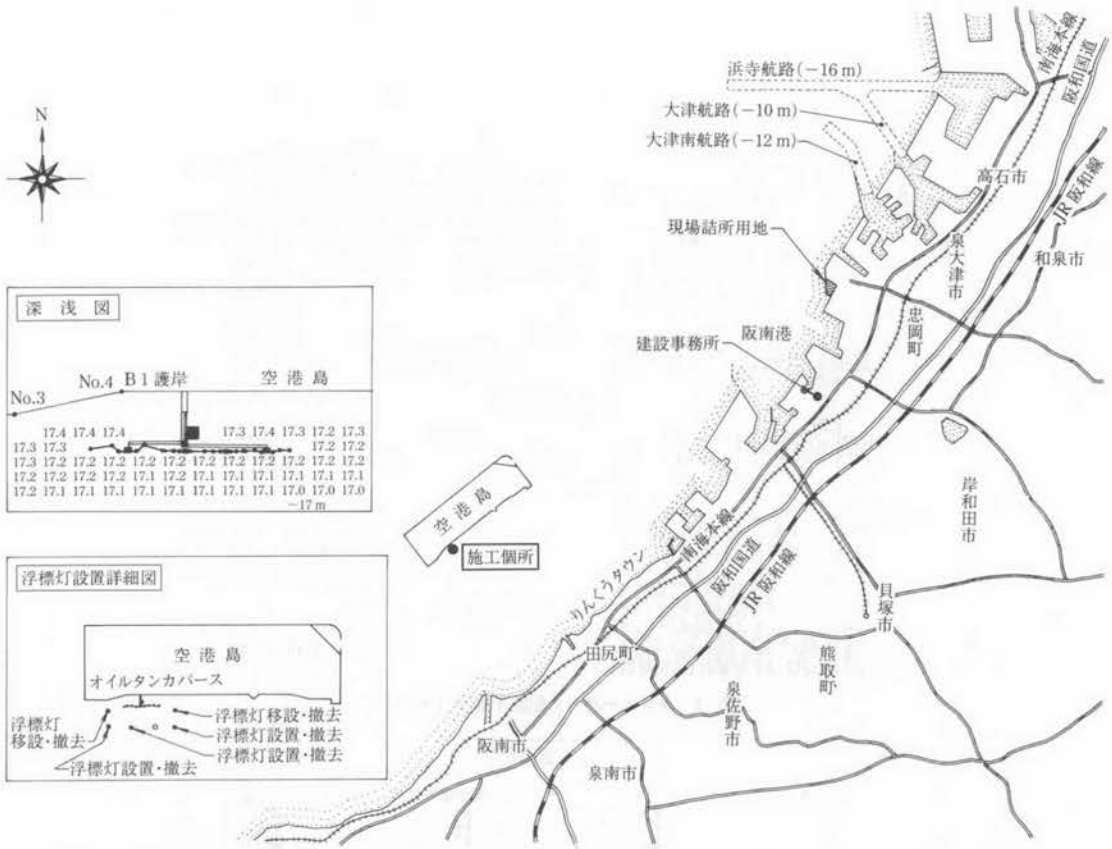 N
浜寺航路(−16 m)
大津航路(−10 m)
大津南航路(−12 m)
南海本線
阪和国道
高石市
JR 阪和線
現場詰所用地
泉大津市
和泉市
忠岡町
阪南港
建設事務所
深 浅 図
No.3
No.4
B 1 護岸
空 港 島
17.4 17.4 17.4 17.3 17.4 17.3 17.2 17.3
17.3 17.3 17.2 17.2
17.3 17.2 17.2 17.2 17.2 17.2 17.2 17.2 17.2 17.2 17.2 17.2
17.2 17.2 17.2 17.2 17.1 17.2 17.1 17.1 17.1 17.2 17.2 17.2
17.2 17.1 17.1 17.1 17.1 17.1 17.1 17.1 17.1 17.0 17.0 17.0
−17 m
空港島
施工個所
岸和田市
南海本線
阪和国道
JR 阪和線
りんくうタウン
貝塚市
浮標灯設置詳細図
空 港 島
オイルタンカバース
浮標灯
移設・撤去
浮標灯移設・撤去
浮標灯設置・撤去
浮標灯設置・撤去
浮標灯設置・撤去
田尻町
熊取町
泉佐野市
阪南市
泉南市